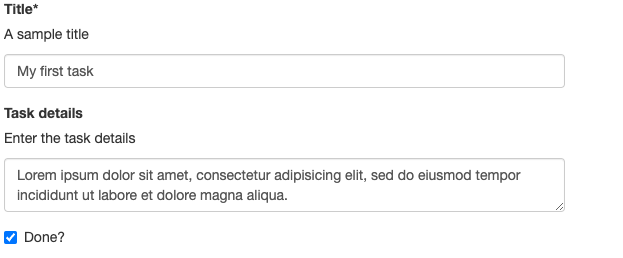 Title*
A sample title
My first task
Task details
Enter the task details
Lorem ipsum dolor sit amet, consectetur adipisicing elit, sed do eiusmod tempor
incididunt ut labore et dolore magna aliqua.
Done?